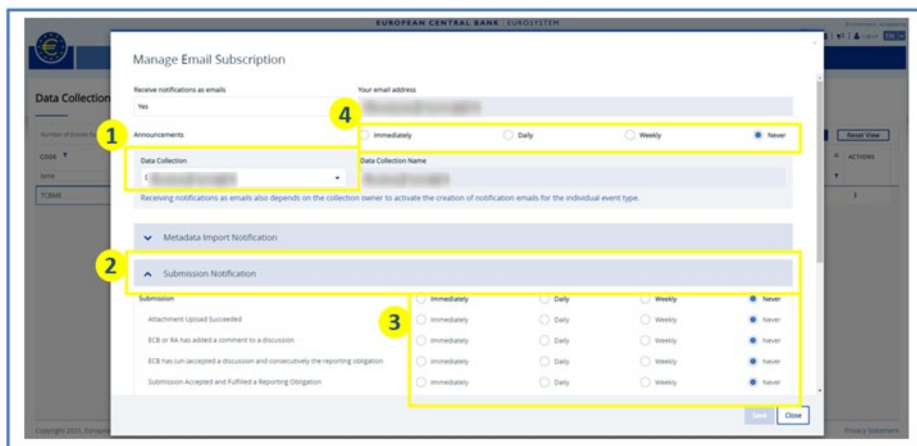 EUROPEAN CENTRAL BANK | EUROSYSTEM
Logout EN
Manage Email Subscription
Receive notifications as emails Your email address
Yes
Data Collection
4
1
Announcements Immediately Daily Weekly Never
Reset View
CODE ACTIONS
Data Collection Data Collection Name
TCBME
Receiving notifications as emails also depends on the collection owner to activate the creation of notification emails for the individual event type.
Metadata Import Notification
2
Submission Notification
Submission Immediately Daily Weekly Never
3
Attachment Upload Succeeded Immediately Daily Weekly Never
ECB or RA has added a comment to a discussion Immediately Daily Weekly Never
ECB has (un-)accepted a discussion and consecutively the reporting obligation Immediately Daily Weekly Never
Submission Accepted and Fulfilled a Reporting Obligation Immediately Daily Weekly Never
Save Close
Copyright 2021, Europe Privacy Statement